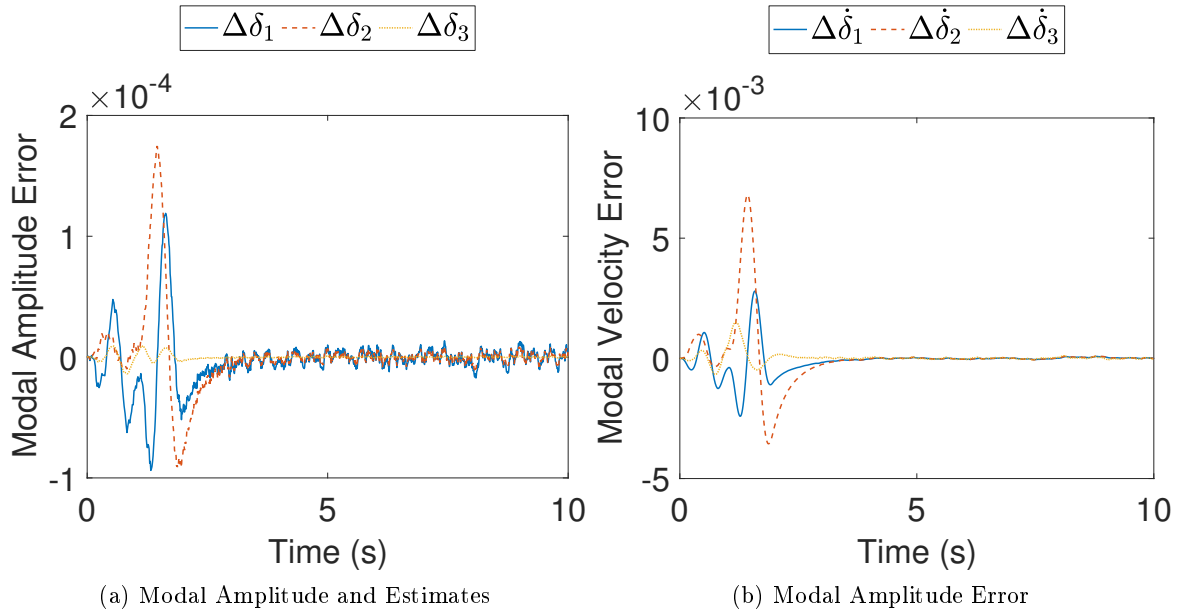 Δδ₁ Δδ₂ Δδ₃
×10⁻⁴
2
1
0
-1
Modal Amplitude Error
0 5 10
Time (s)
(a) Modal Amplitude and Estimates
Δδ̇₁ Δδ̇₂ Δδ̇₃
×10⁻³
10
5
0
-5
Modal Velocity Error
0 5 10
Time (s)
(b) Modal Amplitude Error